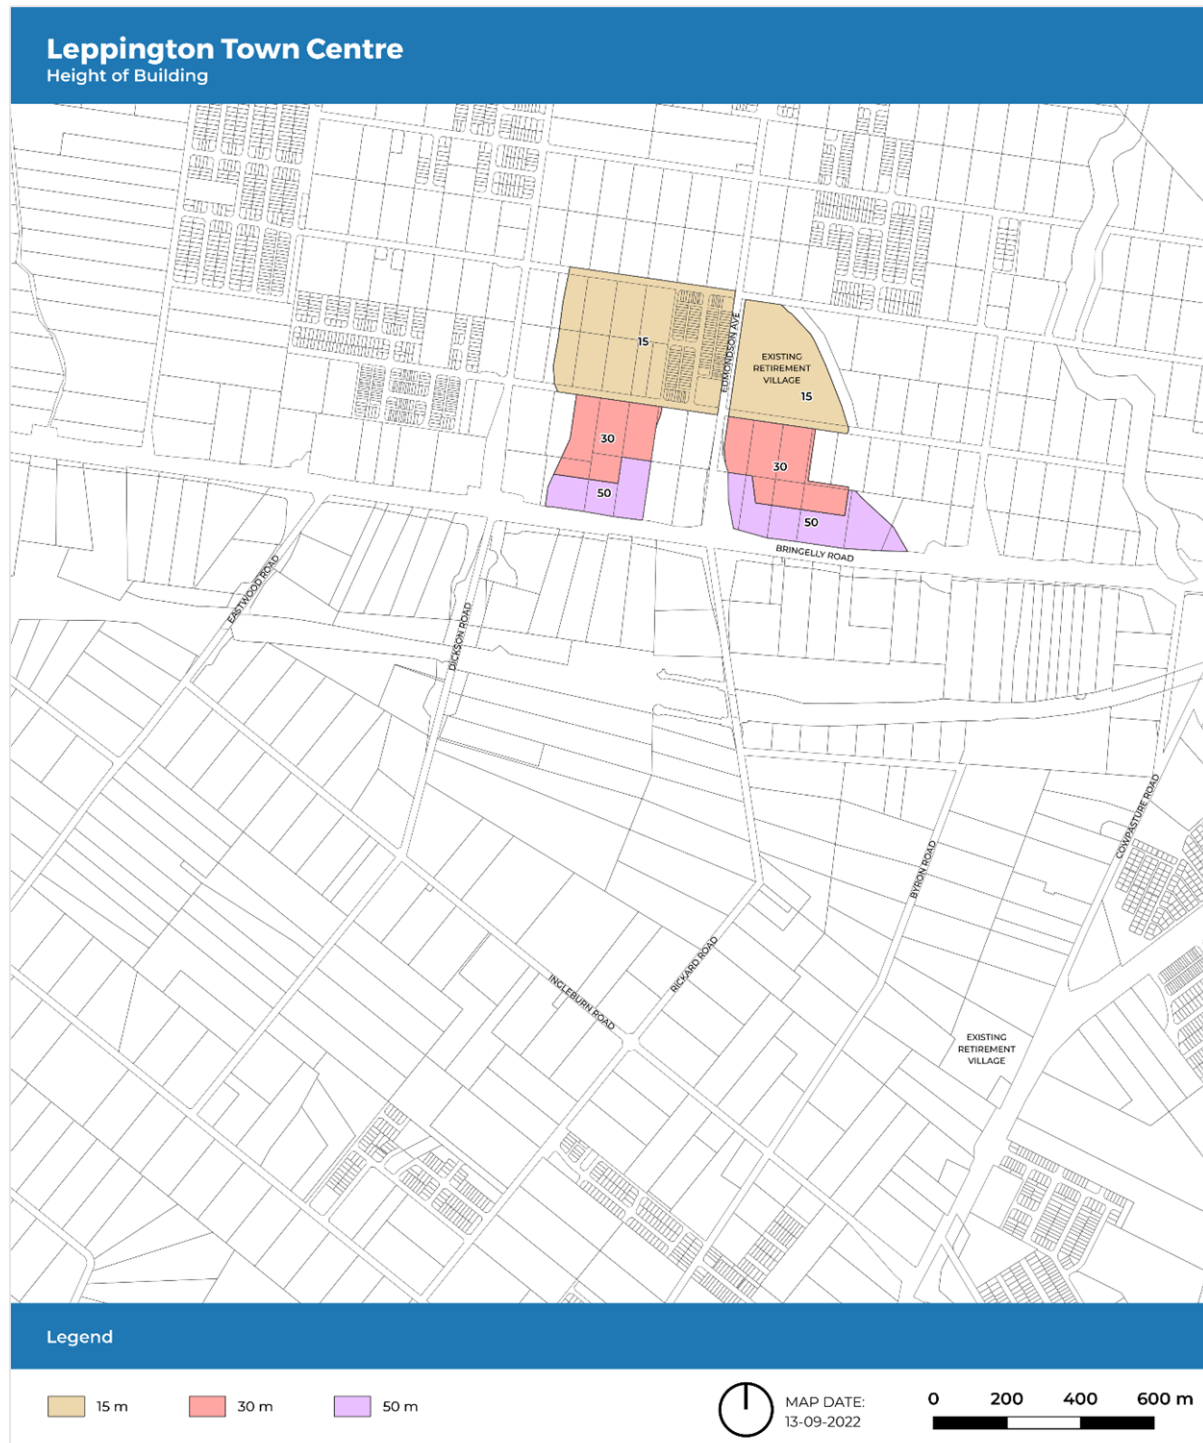 Leppington Town Centre
Height of Building
15
EDMONDSON AVE
EXISTING
RETIREMENT
VILLAGE
15
30
30
50
50
BRINGELLY ROAD
EASTWOOD ROAD
DICKSON ROAD
COWPASTURE ROAD
BYRON ROAD
RICKARD ROAD
INGLEBURN ROAD
EXISTING
RETIREMENT
VILLAGE
Legend
15 m
30 m
50 m
MAP DATE:
13-09-2022
0 200 400 600 m